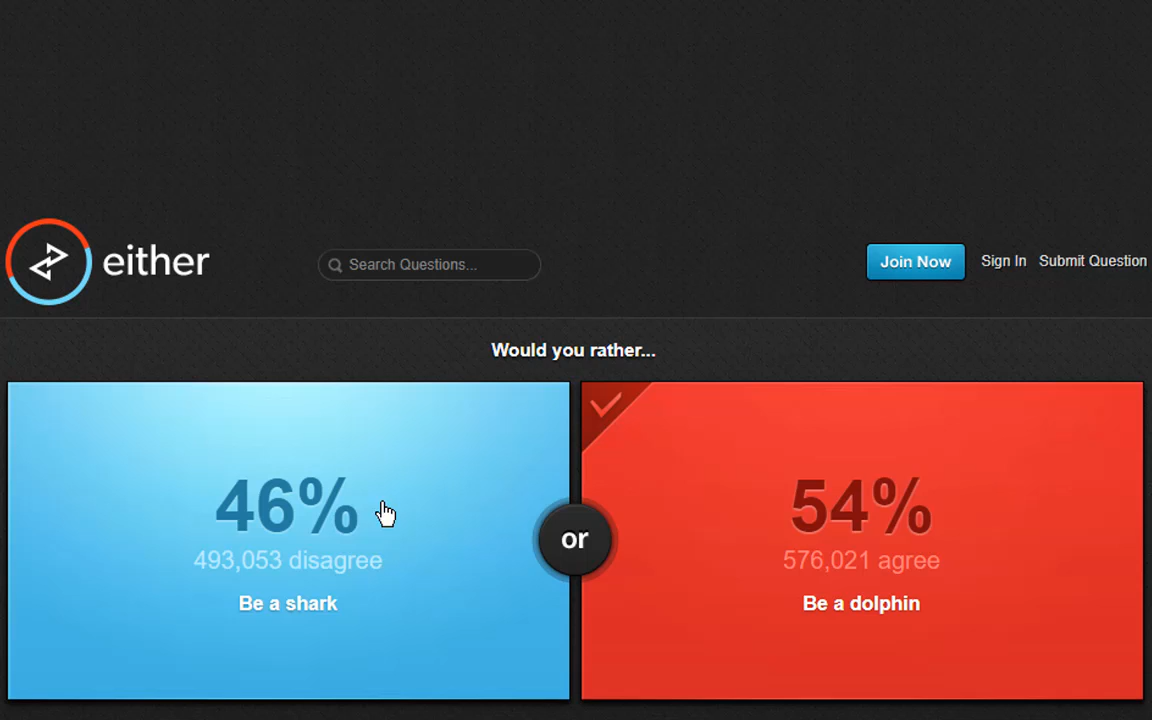 either
Search Questions...
Join Now
Sign In
Submit Question
Would you rather...
46%
493,053 disagree
Be a shark
or
54%
576,021 agree
Be a dolphin